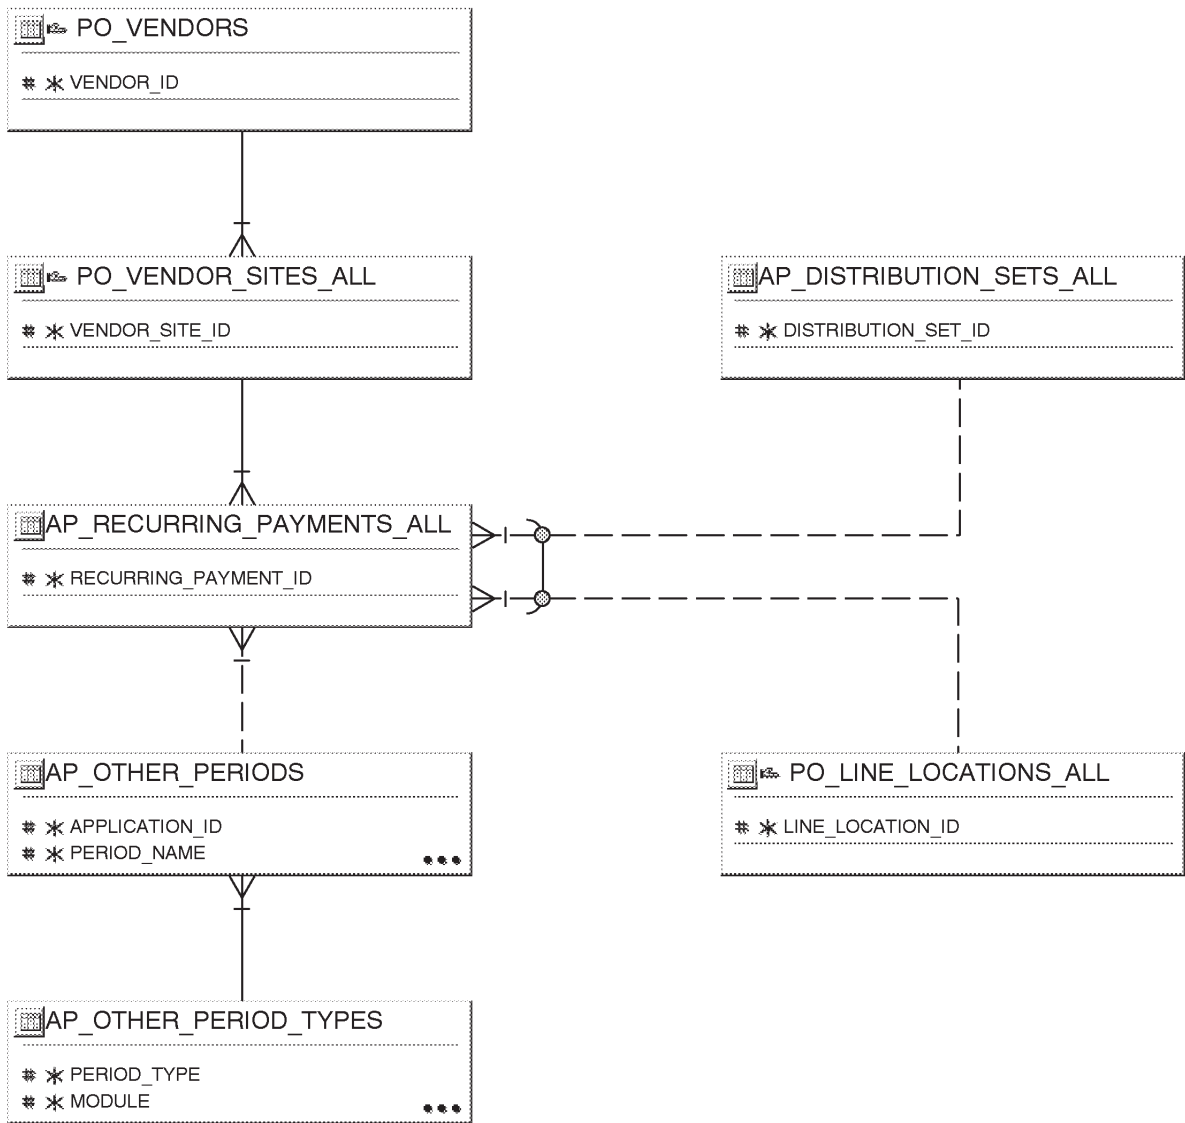 PO_VENDORS
# * VENDOR_ID
PO_VENDOR_SITES_ALL
# * VENDOR_SITE_ID
AP_DISTRIBUTION_SETS_ALL
# * DISTRIBUTION_SET_ID
AP_RECURRING_PAYMENTS_ALL
# * RECURRING_PAYMENT_ID
AP_OTHER_PERIODS
# * APPLICATION_ID
# * PERIOD_NAME
PO_LINE_LOCATIONS_ALL
# * LINE_LOCATION_ID
AP_OTHER_PERIOD_TYPES
# * PERIOD_TYPE
# * MODULE